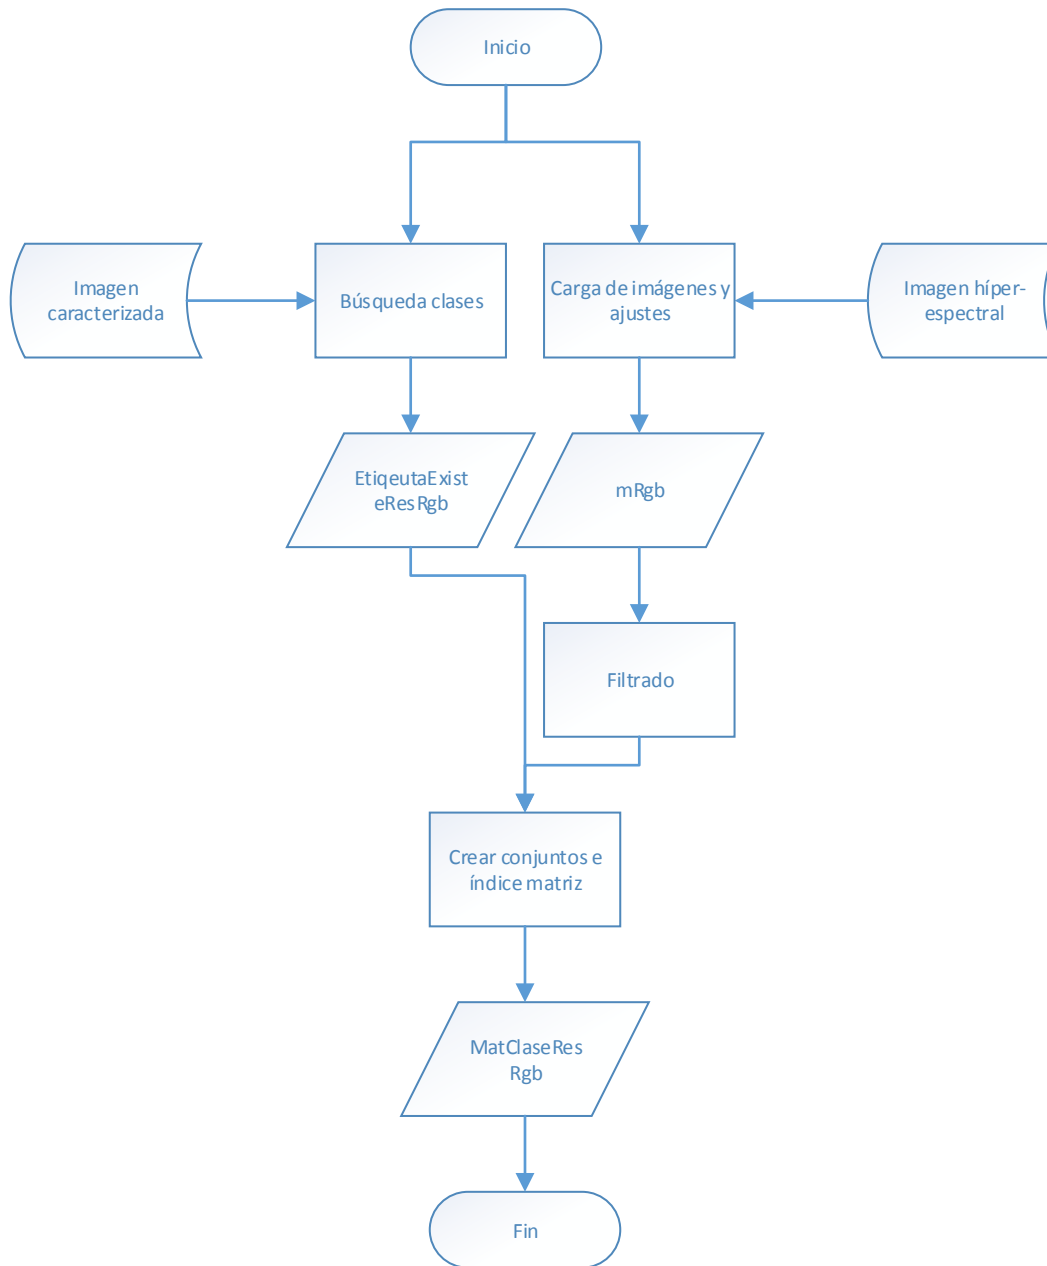 Inicio
Imagen
caracterizada
Búsqueda clases
Carga de imágenes y
ajustes
Imagen híper-
espectral
EtiqeutaExist
eResRgb
mRgb
Filtrado
Crear conjuntos e
índice matriz
MatClaseRes
Rgb
Fin